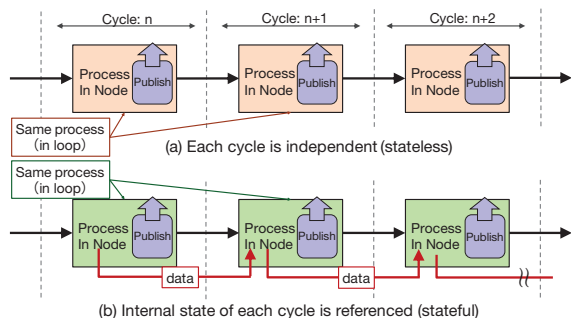 Cycle: n
Cycle: n+1
Cycle: n+2
Process
In Node
Publish
Process
In Node
Publish
Process
In Node
Publish
Same process
(in loop)
(a) Each cycle is independent (stateless)
Same process
(in loop)
Process
In Node
Publish
Process
In Node
Publish
Process
In Node
Publish
data
data
(b) Internal state of each cycle is referenced (stateful)